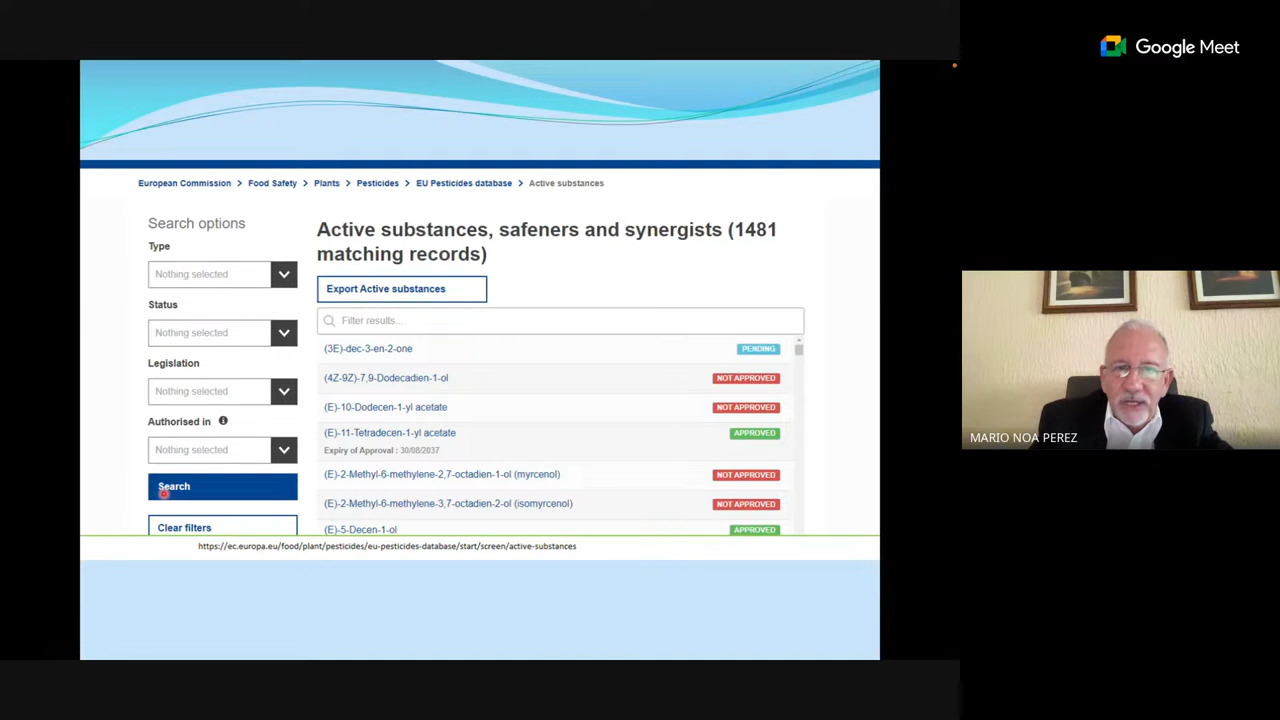 Google Meet
European Commission > Food Safety > Plants > Pesticides > EU Pesticides database > Active substances
Search options
Type
Nothing selected
Status
Nothing selected
Legislation
Nothing selected
Authorised in
Nothing selected
Search
Clear filters
Active substances, safeners and synergists (1481
matching records)
Export Active substances
Filter results...
(3E)-dec-3-en-2-one PENDING
(4Z-9Z)-7,9-Dodecadien-1-ol NOT APPROVED
(E)-10-Dodecen-1-yl acetate NOT APPROVED
(E)-11-Tetradecen-1-yl acetate APPROVED
Expiry of Approval : 30/08/2037
(E)-2-Methyl-6-methylene-2,7-octadien-1-ol (myrcenol) NOT APPROVED
(E)-2-Methyl-6-methylene-3,7-octadien-2-ol (isomyrcenol) NOT APPROVED
(E)-5-Decen-1-ol APPROVED
https://ec.europa.eu/food/plant/pesticides/eu-pesticides-database/start/screen/active-substances
MARIO NOA PEREZ